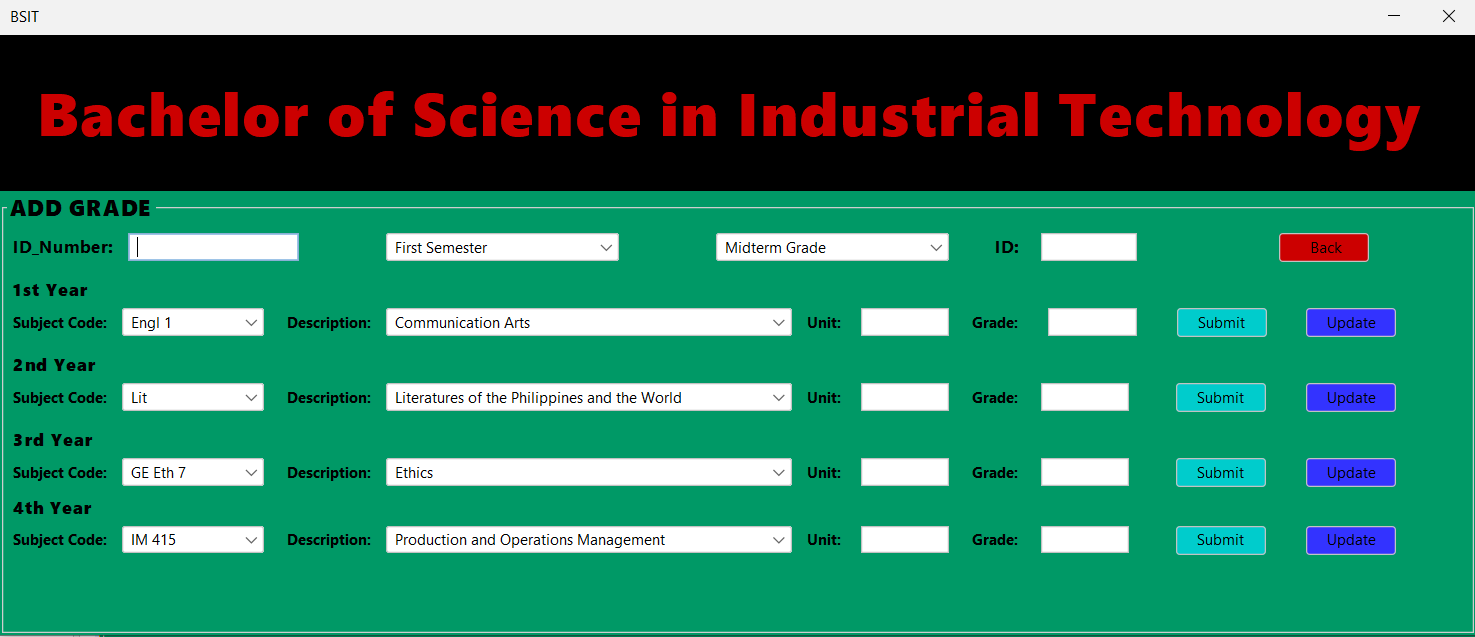 BSIT
Bachelor of Science in Industrial Technology
ADD GRADE
ID_Number: First Semester Midterm Grade ID: Back
1st Year
Subject Code: Engl 1 Description: Communication Arts Unit: Grade: Submit Update
2nd Year
Subject Code: Lit Description: Literatures of the Philippines and the World Unit: Grade: Submit Update
3rd Year
Subject Code: GE Eth 7 Description: Ethics Unit: Grade: Submit Update
4th Year
Subject Code: IM 415 Description: Production and Operations Management Unit: Grade: Submit Update